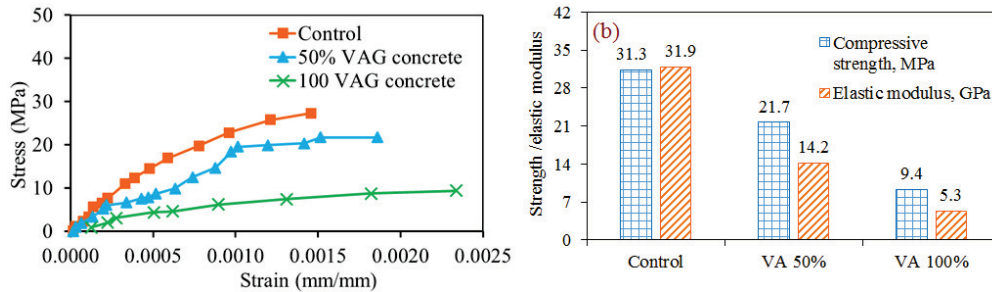 50
40
30
20
10
0
Stress (MPa)
Control
50% VAG concrete
100 VAG concrete
0.0000 0.0005 0.0010 0.0015 0.0020 0.0025
Strain (mm/mm)
42
35
28
21
14
7
0
Strength /elastic modulus
(b)
31.3 31.9
21.7
14.2
9.4
5.3
Compressive
strength, MPa
Elastic modulus, GPa
Control VA 50% VA 100%